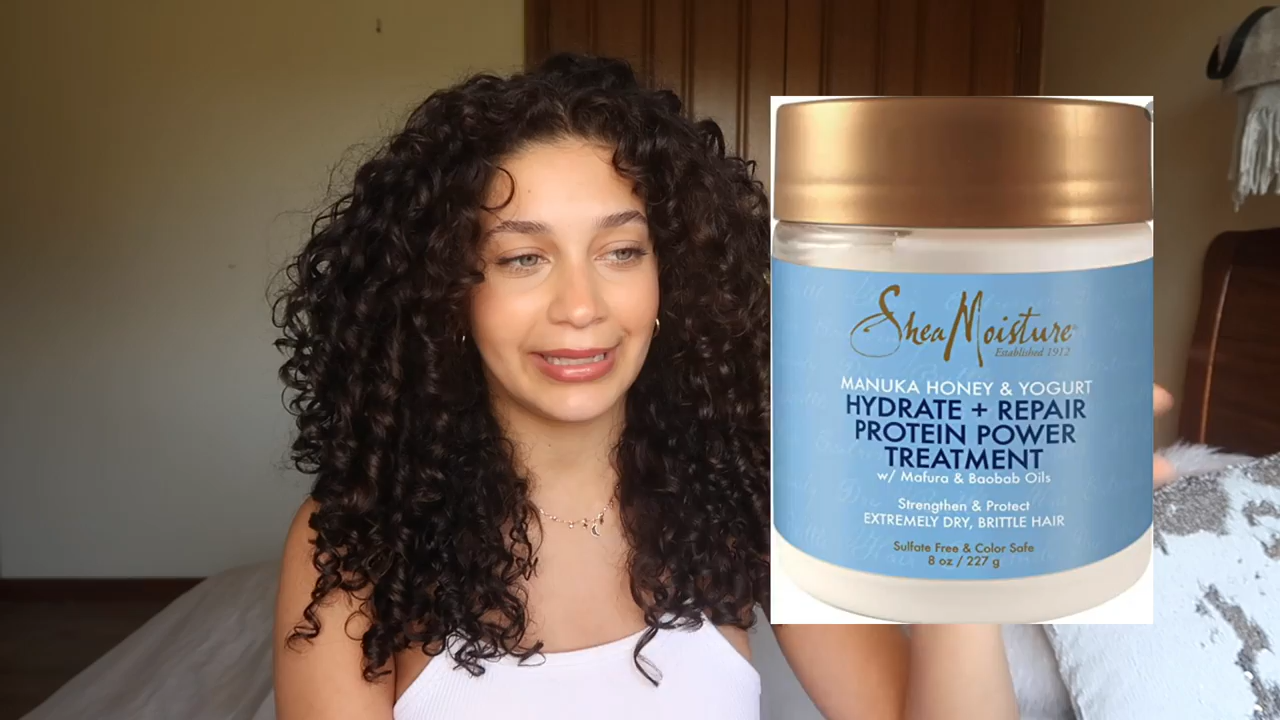 SheaMoisture
Established 1912
MANUKA HONEY & YOGURT
HYDRATE + REPAIR
PROTEIN POWER
TREATMENT
w/ Mafura & Baobab Oils
Strengthen & Protect
EXTREMELY DRY, BRITTLE HAIR
Sulfate Free & Color Safe
8 oz / 227 g